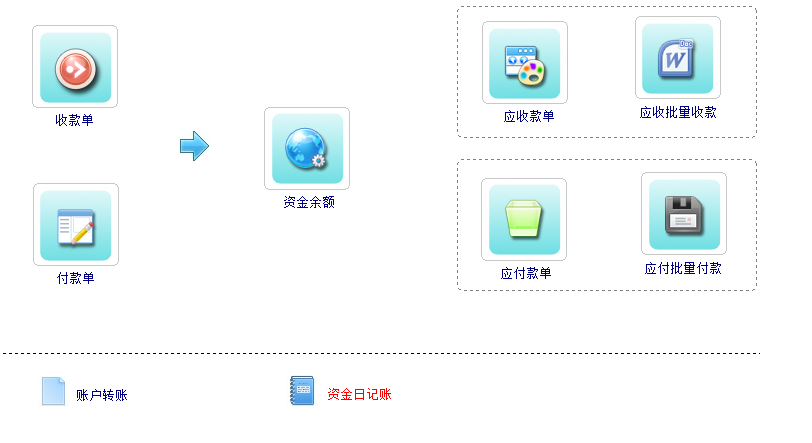 收款单
应收款单
应收批量收款
Doc
W
资金余额
付款单
应付款单
应付批量付款
账户转账
资金日记账